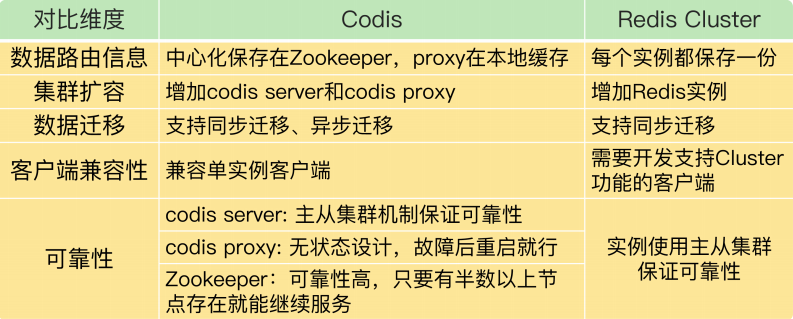 对比维度 Codis Redis Cluster
数据路由信息 中心化保存在Zookeeper，proxy在本地缓存 每个实例都保存一份
集群扩容 增加codis server和codis proxy 增加Redis实例
数据迁移 支持同步迁移、异步迁移 支持同步迁移
客户端兼容性 兼容单实例客户端 需要开发支持Cluster
功能的客户端
可靠性
codis server: 主从集群机制保证可靠性
codis proxy: 无状态设计，故障后重启就行
Zookeeper：可靠性高，只要有半数以上节
点存在就能继续服务
实例使用主从集群
保证可靠性